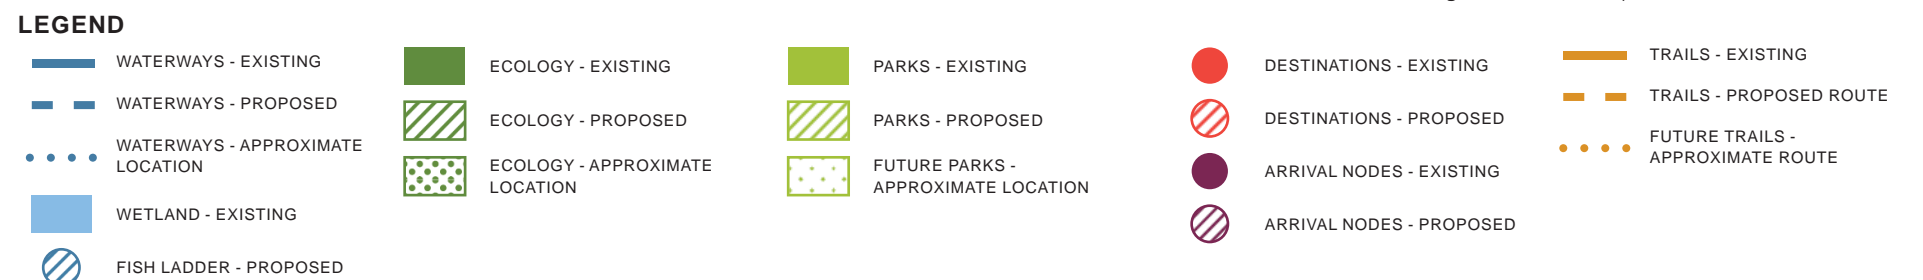 LEGEND
WATERWAYS - EXISTING
WATERWAYS - PROPOSED
WATERWAYS - APPROXIMATE
LOCATION
WETLAND - EXISTING
FISH LADDER - PROPOSED
ECOLOGY - EXISTING
ECOLOGY - PROPOSED
ECOLOGY - APPROXIMATE
LOCATION
PARKS - EXISTING
PARKS - PROPOSED
FUTURE PARKS -
APPROXIMATE LOCATION
DESTINATIONS - EXISTING
DESTINATIONS - PROPOSED
ARRIVAL NODES - EXISTING
ARRIVAL NODES - PROPOSED
TRAILS - EXISTING
TRAILS - PROPOSED ROUTE
FUTURE TRAILS -
APPROXIMATE ROUTE